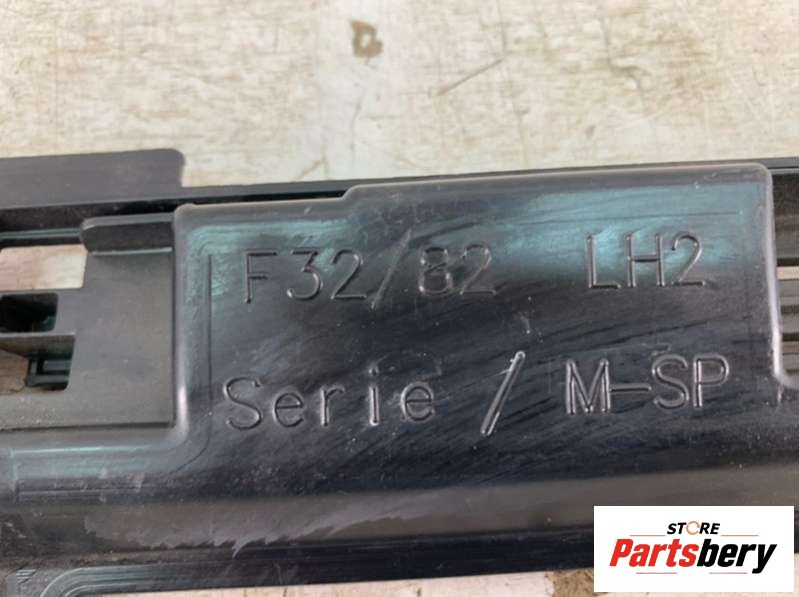 F32/82 LH2
Serie / M-SP
STORE
Partsbery